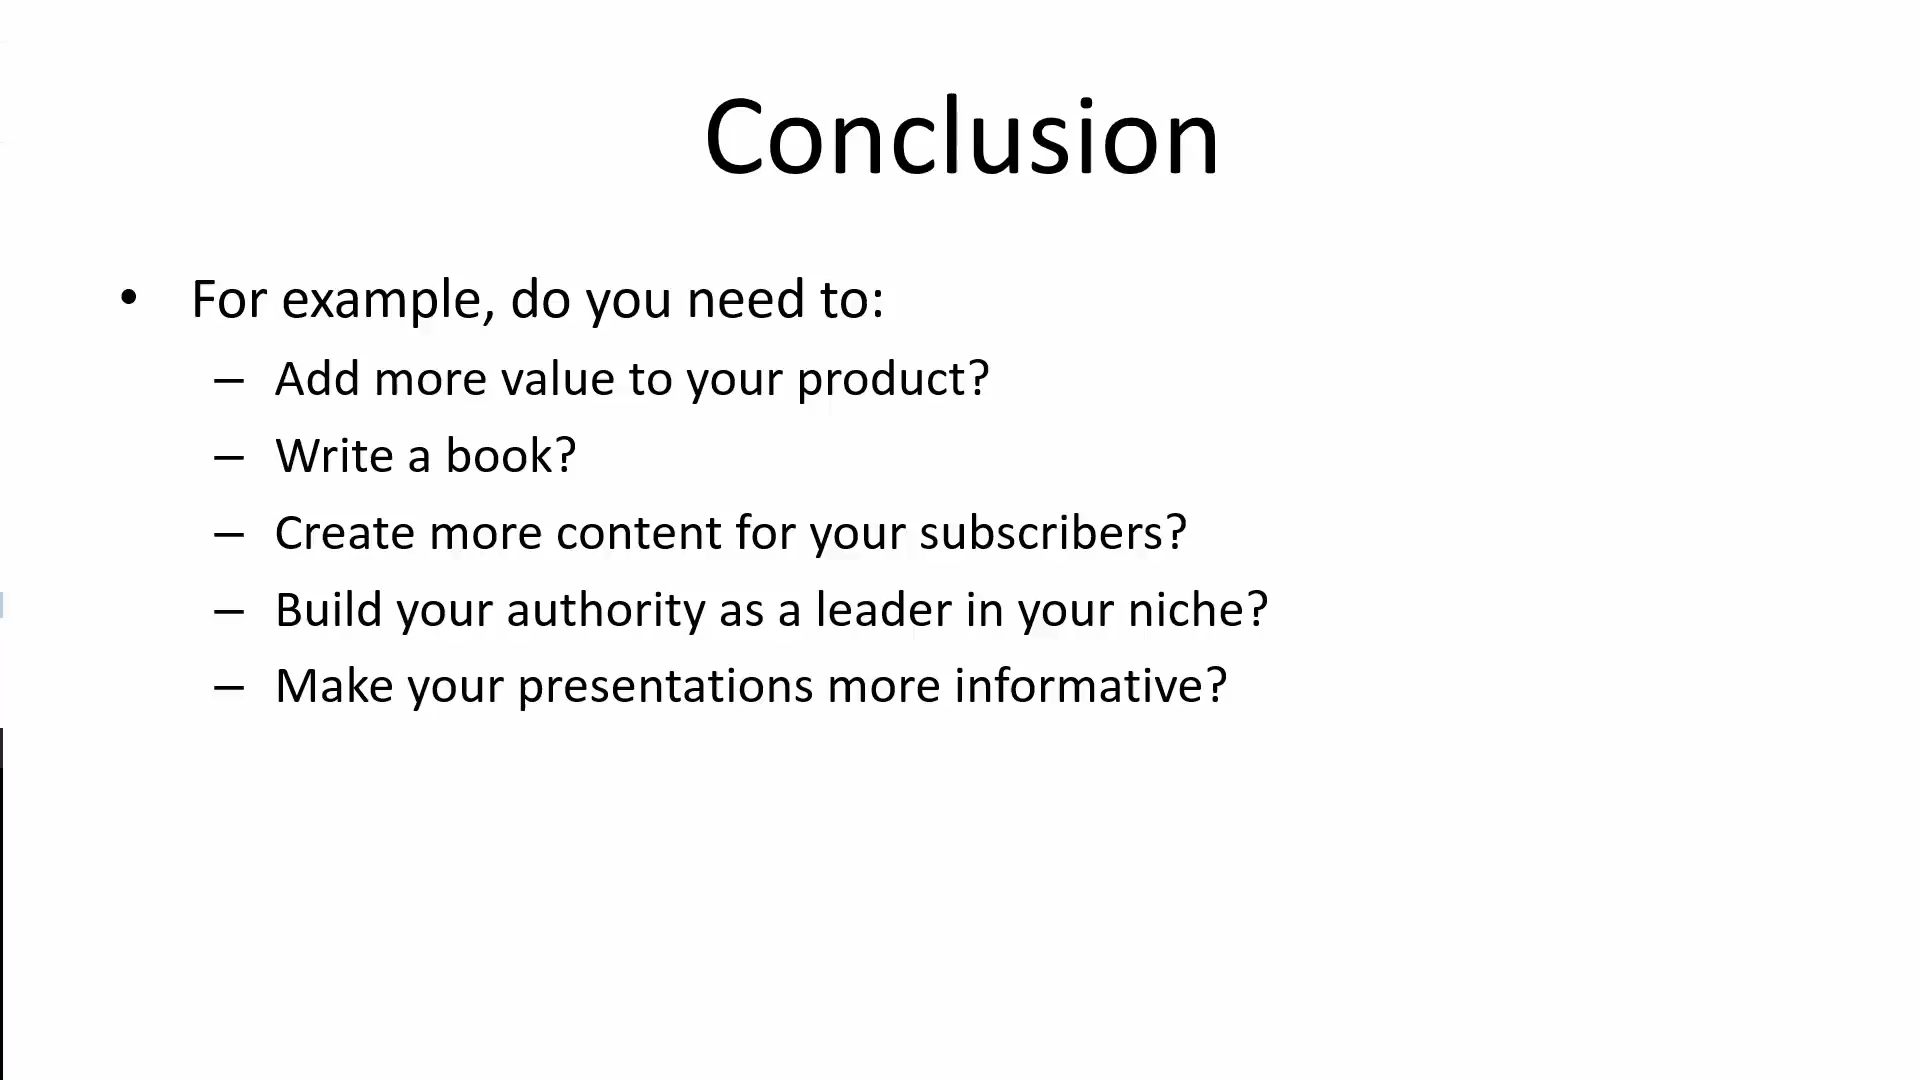 Conclusion
• For example, do you need to:
– Add more value to your product?
– Write a book?
– Create more content for your subscribers?
– Build your authority as a leader in your niche?
– Make your presentations more informative?